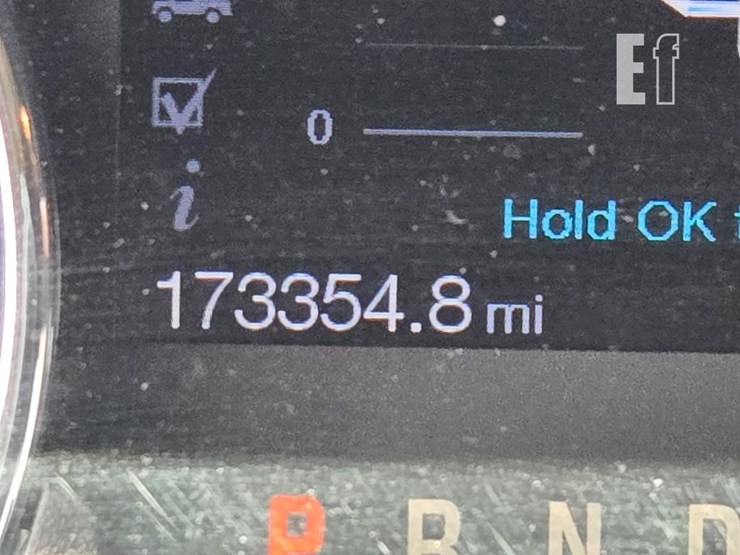 Ef
0
Hold OK
173354.8 mi
P R N D